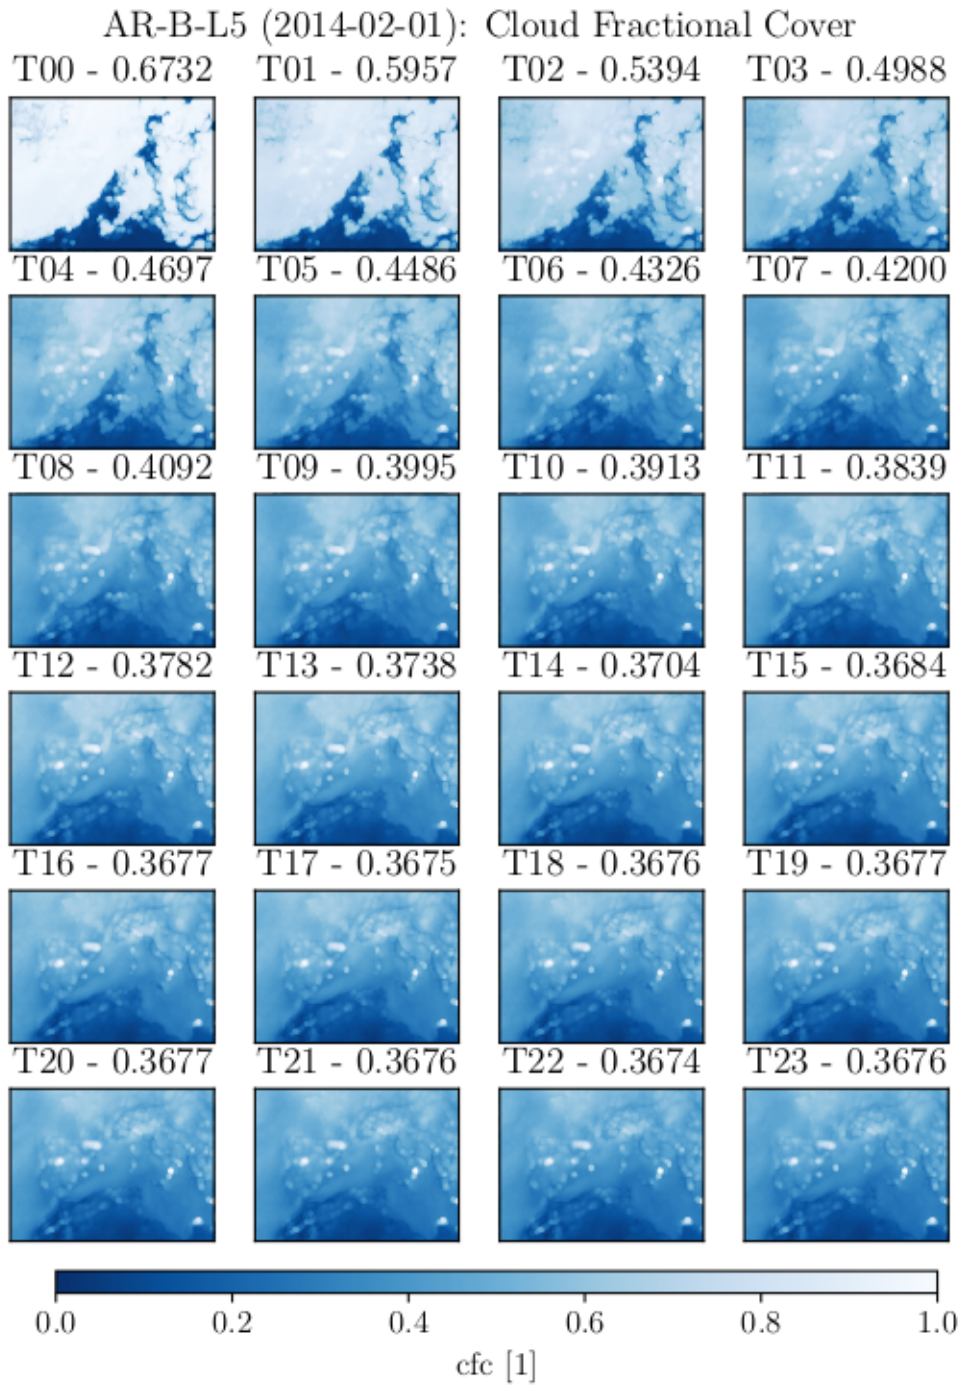 AR-B-L5 (2014-02-01): Cloud Fractional Cover
T00 - 0.6732 T01 - 0.5957 T02 - 0.5394 T03 - 0.4988
T04 - 0.4697 T05 - 0.4486 T06 - 0.4326 T07 - 0.4200
T08 - 0.4092 T09 - 0.3995 T10 - 0.3913 T11 - 0.3839
T12 - 0.3782 T13 - 0.3738 T14 - 0.3704 T15 - 0.3684
T16 - 0.3677 T17 - 0.3675 T18 - 0.3676 T19 - 0.3677
T20 - 0.3677 T21 - 0.3676 T22 - 0.3674 T23 - 0.3676
0.0 0.2 0.4 0.6 0.8 1.0
cfc [1]